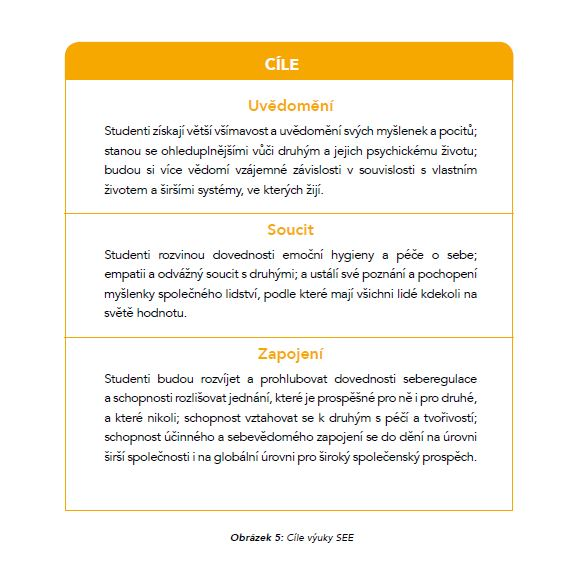 CÍLE
Uvědomění
Studenti získají větší všímavost a uvědomění svých myšlenek a pocitů;
stanou se ohleduplnějšími vůči druhým a jejich psychickému životu;
budou si více vědomí vzájemné závislosti v souvislosti s vlastním
životem a širšími systémy, ve kterých žijí.
Soucit
Studenti rozvinou dovednosti emoční hygieny a péče o sebe;
empatii a odvážný soucit s druhými; a ustálí své poznání a pochopení
myšlenky společného lidství, podle které mají všichni lidé kdekoli na
světě hodnotu.
Zapojení
Studenti budou rozvíjet a prohlubovat dovednosti seberegulace
a schopnosti rozlišovat jednání, které je prospěšné pro ně i pro druhé,
a které nikoli; schopnost vztahovat se k druhým s péčí a tvořivostí;
schopnost účinného a sebevědomého zapojení se do dění na úrovni
širší společnosti i na globální úrovni pro široký společenský prospěch.
Obrázek 5: Cíle výuky SEE